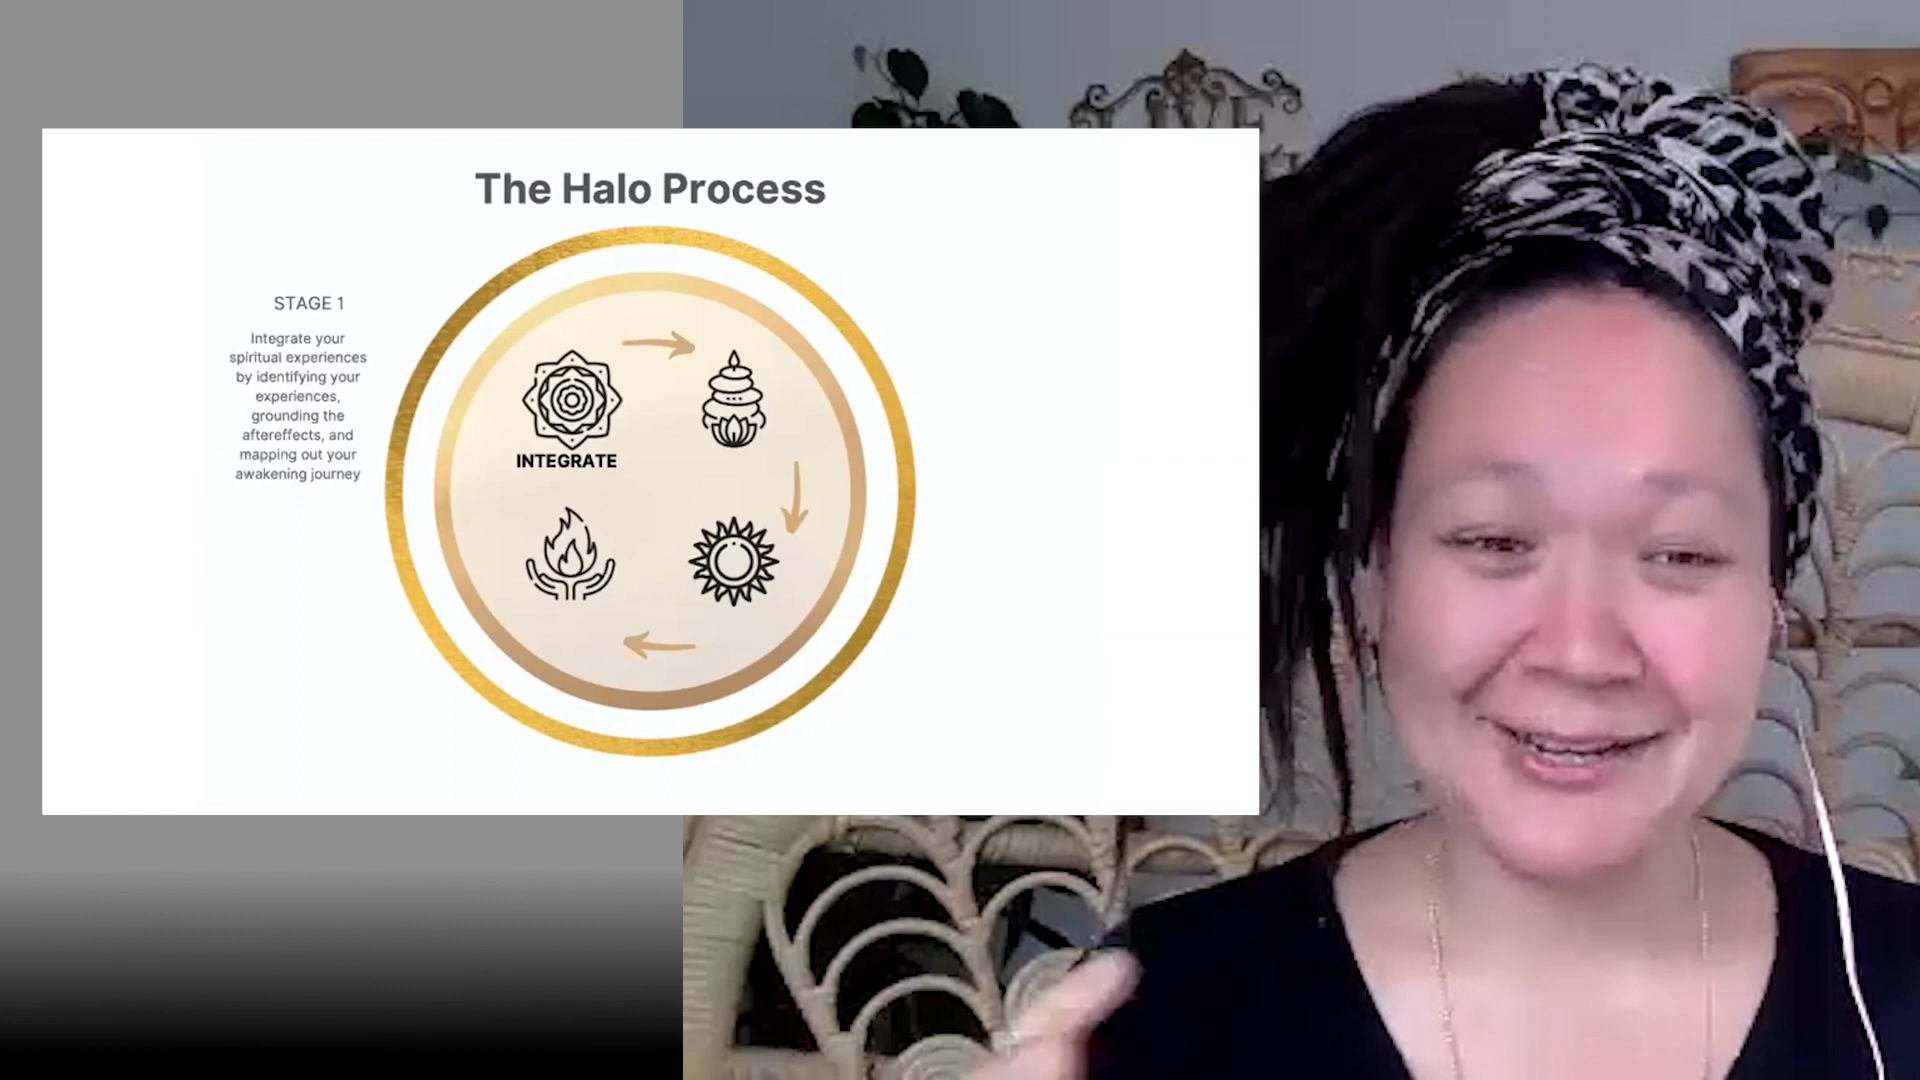 LIVE
The Halo Process
STAGE 1
Integrate your
spiritual experiences
by identifying your
experiences,
grounding the
aftereffects, and
mapping out your
awakening journey
INTEGRATE